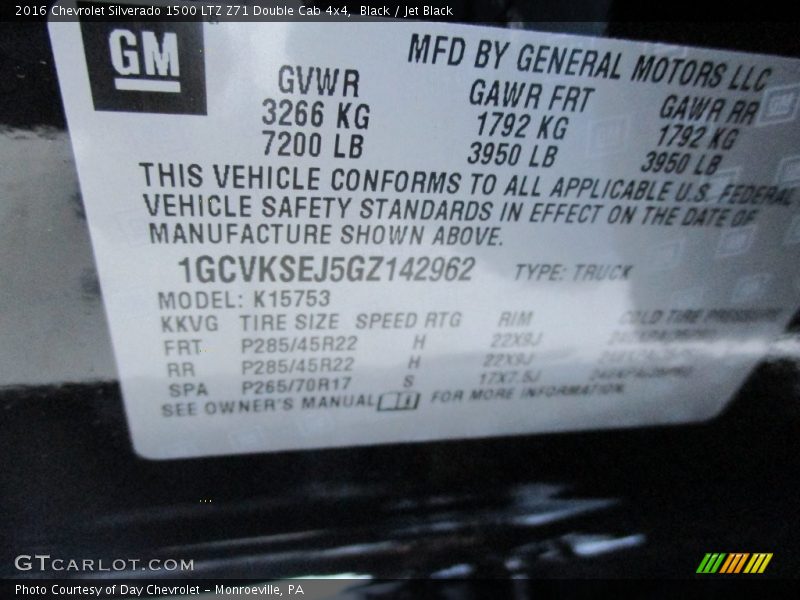 2016 Chevrolet Silverado 1500 LTZ Z71 Double Cab 4x4, Black / Jet Black
GM
MFD BY GENERAL MOTORS LLC
GVWR GAWR FRT GAWR RR
3266 KG 1792 KG 1792 KG
7200 LB 3950 LB 3950 LB
THIS VEHICLE CONFORMS TO ALL APPLICABLE U.S. FEDERAL
VEHICLE SAFETY STANDARDS IN EFFECT ON THE DATE OF
MANUFACTURE SHOWN ABOVE.
1GCVKSEJ5GZ142962 TYPE: TRUCK
MODEL: K15753
KKVG TIRE SIZE SPEED RTG RIM COLD TIRE PRESSURE
FRT P285/45R22 H 22X9J
RR P285/45R22 H 22X9J
SPA P265/70R17 S 17X7.5J
SEE OWNER'S MANUAL FOR MORE INFORMATION
GTCARLOT.COM
Photo Courtesy of Day Chevrolet - Monroeville, PA